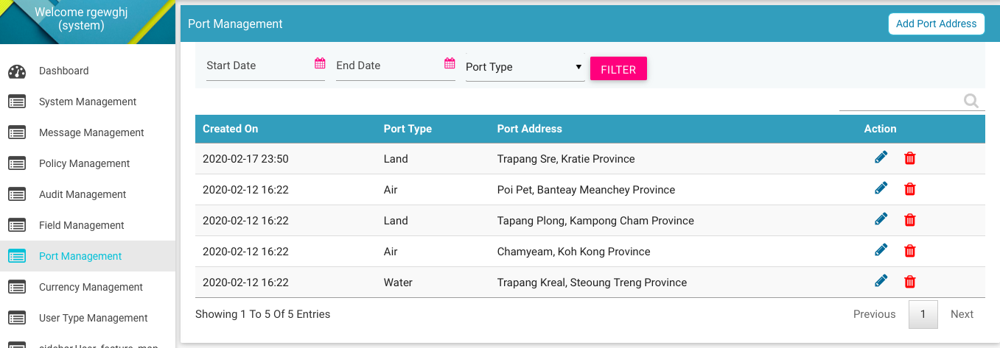 Welcome rgewghj
(system)
Dashboard
System Management
Message Management
Policy Management
Audit Management
Field Management
Port Management
Currency Management
User Type Management
sidebar.User_feature_map
Port Management
Add Port Address
Start Date
End Date
Port Type
FILTER
Created On Port Type Port Address Action
2020-02-17 23:50 Land Trapang Sre, Kratie Province
2020-02-12 16:22 Air Poi Pet, Banteay Meanchey Province
2020-02-12 16:22 Land Tapang Plong, Kampong Cham Province
2020-02-12 16:22 Air Chamyeam, Koh Kong Province
2020-02-12 16:22 Water Trapang Kreal, Steoung Treng Province
Showing 1 To 5 Of 5 Entries
Previous 1 Next